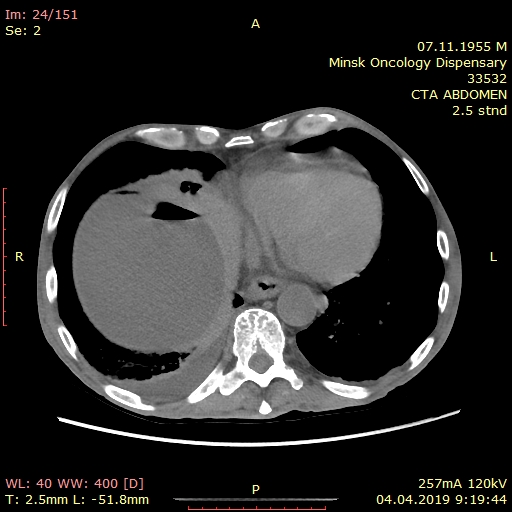 Im: 24/151
Se: 2
A
07.11.1955 M
Minsk Oncology Dispensary
33532
CTA ABDOMEN
2.5 stnd
R
L
WL: 40 WW: 400 [D]
T: 2.5mm L: -51.8mm
P
257mA 120kV
04.04.2019 9:19:44